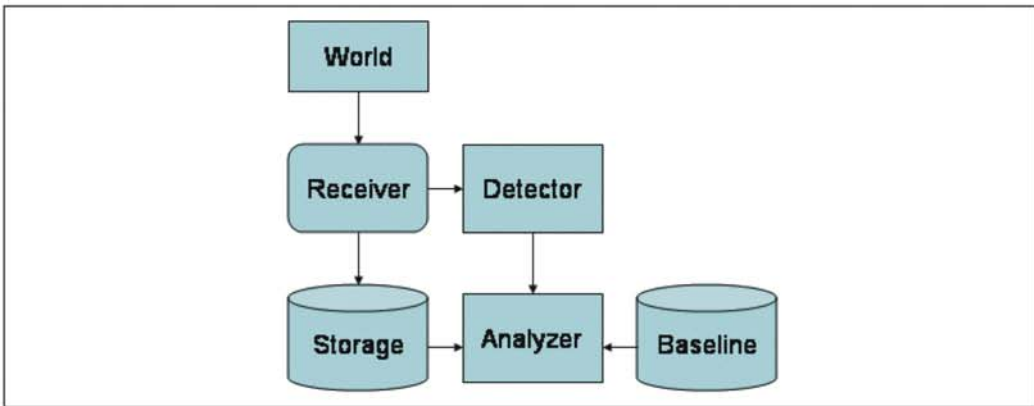 World
Receiver
Detector
Storage
Analyzer
Baseline